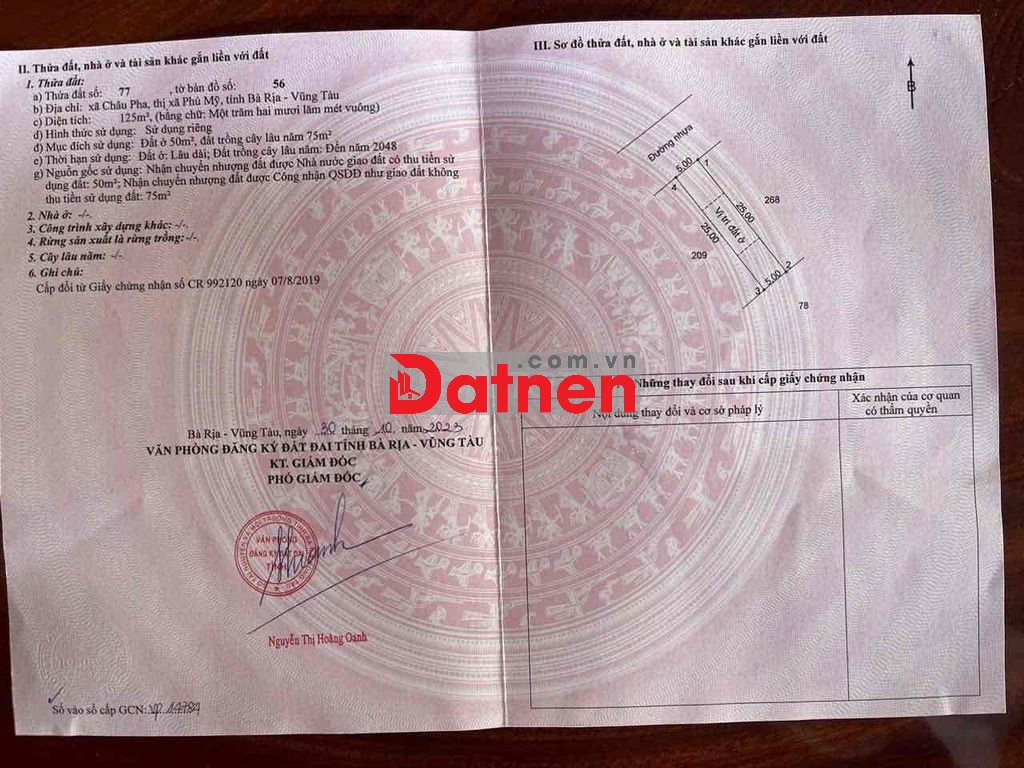 II. Thửa đất, nhà ở và tài sản khác gắn liền với đất
1. Thửa đất:
a) Thửa đất số: 77 , tờ bản đồ số: 56
b) Địa chỉ: xã Châu Pha, thị xã Phú Mỹ, tỉnh Bà Rịa - Vũng Tàu
c) Diện tích: 125m², (bằng chữ: Một trăm hai mươi lăm mét vuông)
d) Hình thức sử dụng: Sử dụng riêng
đ) Mục đích sử dụng: Đất ở 50m², đất trồng cây lâu năm 75m²
e) Thời hạn sử dụng: Đất ở: Lâu dài; Đất trồng cây lâu năm: Đến năm 2048
g) Nguồn gốc sử dụng: Nhận chuyển nhượng đất được Nhà nước giao đất có thu tiền sử
dụng đất: 50m²; Nhận chuyển nhượng đất được Công nhận QSDĐ như giao đất không
thu tiền sử dụng đất: 75m²
2. Nhà ở: -/-.
3. Công trình xây dựng khác: -/-.
4. Rừng sản xuất là rừng trồng: -/-.
5. Cây lâu năm: -/-.
6. Ghi chú:
Cấp đổi từ Giấy chứng nhận số CR 992120 ngày 07/8/2019
Bà Rịa - Vũng Tàu, ngày 30 tháng 10 năm 2023
VĂN PHÒNG ĐĂNG KÝ ĐẤT ĐAI TỈNH BÀ RỊA - VŨNG TÀU
KT. GIÁM ĐỐC
PHÓ GIÁM ĐỐC
VĂN PHÒNG
ĐĂNG KÝ ĐẤT ĐAI
TỈNH
Nguyễn Thị Hoàng Oanh
Số vào sổ cấp GCN:
III. Sơ đồ thửa đất, nhà ở và tài sản khác gắn liền với đất
B
Đường nhựa
5.00
1
4
268
25.00
Vị trí đất ở
25.00
209
2
5.00
3
78
.com.vn
Datnen
Những thay đổi sau khi cấp giấy chứng nhận
Nội dung thay đổi và cơ sở pháp lý
Xác nhận của cơ quan
có thẩm quyền